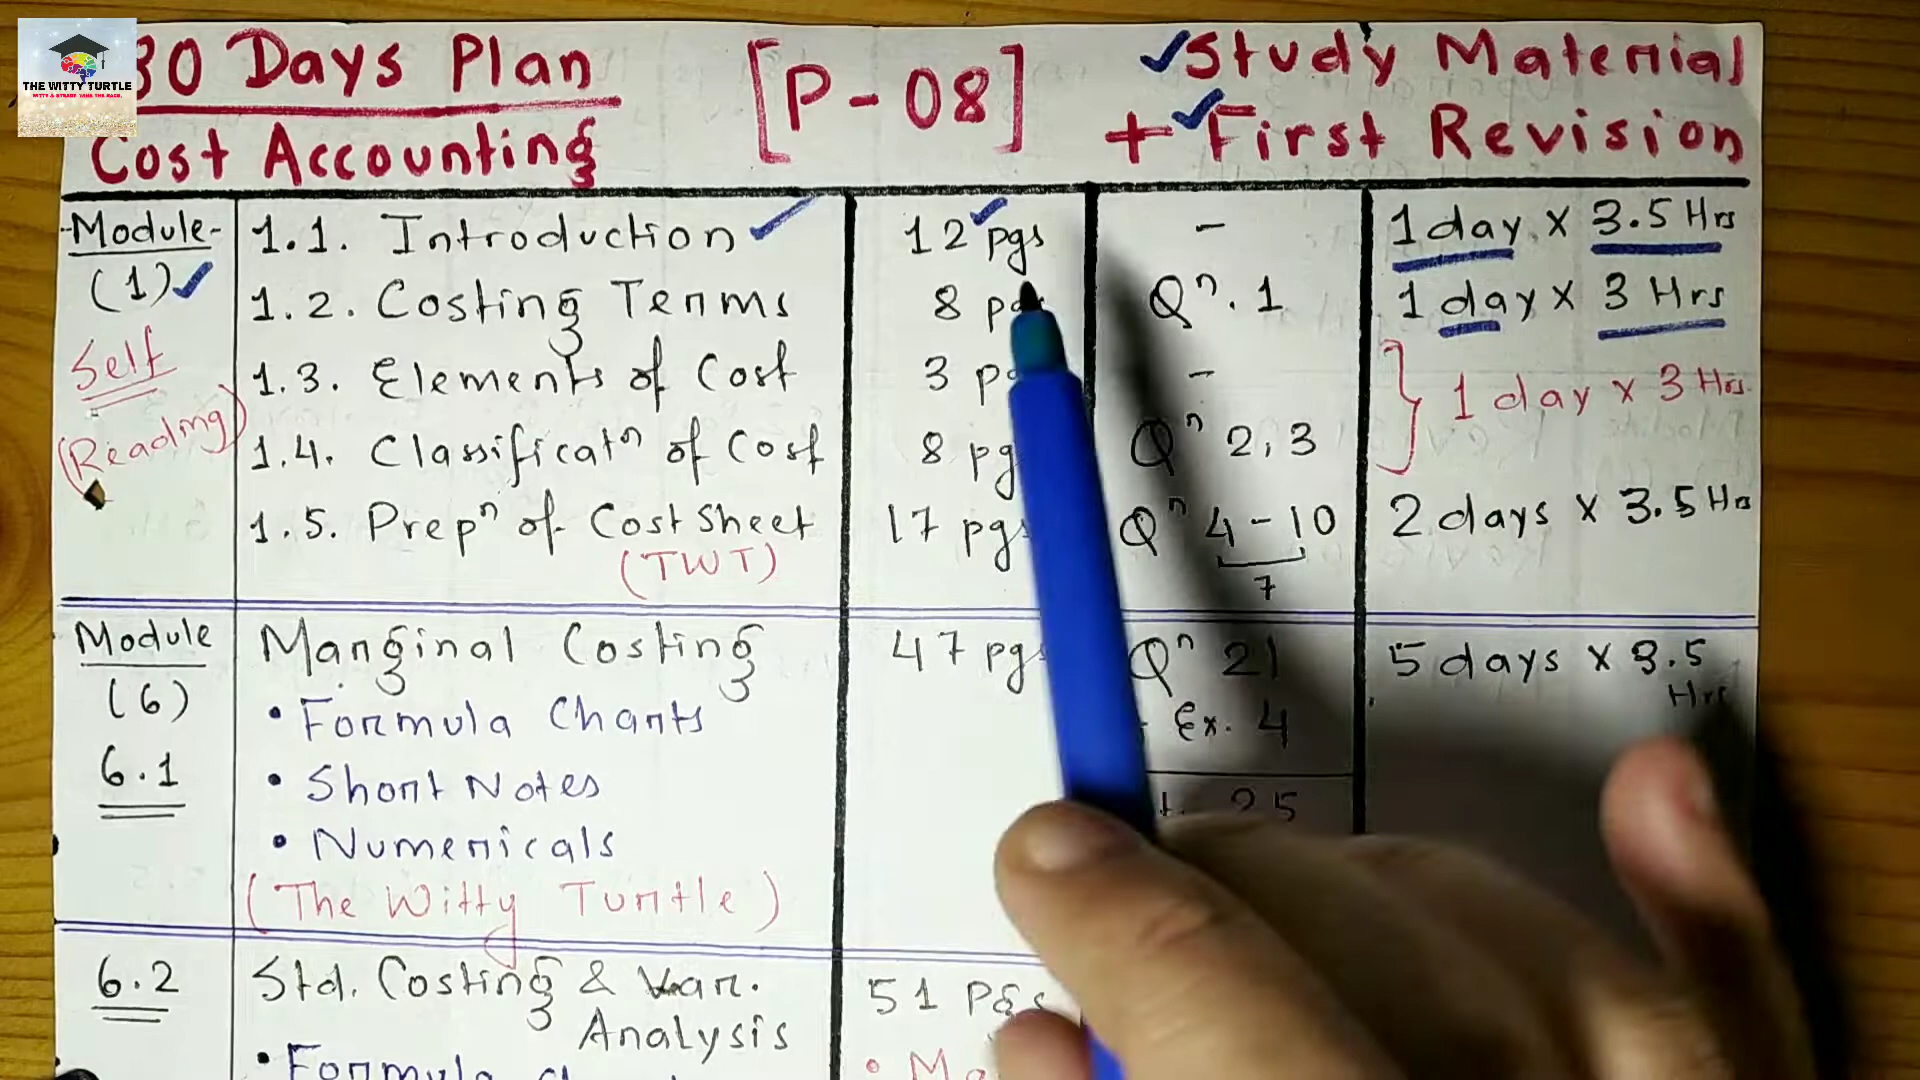 THE WITTY TURTLE
30 Days Plan
Cost Accounting
[P-08]
✓Study Material
+ ✓First Revision
Module-
(1)✓
Self
(Reading)
1.1. Introduction ✓ 12 pgs - 1 day x 3.5 Hrs
1.2. Costing Terms 8 Qⁿ. 1 1 day x 3 Hrs
1.3. Elements of Cost 3 - } 1 day x 3 Hrs.
1.4. Classificatⁿ of Cost 8 pg Qⁿ 2, 3
1.5. Prepⁿ of Cost Sheet 17 pgs Qⁿ 4-10 2 days x 3.5 Hrs
(TWT) 7
Module
(6)
6.1
Marginal Costing 47 pgs Qⁿ 21 5 days x 3.5
Hrs
• Formula Charts Ex. 4
• Short Notes 25
• Numericals
(The Witty Turtle)
6.2 Std. Costing & Var. 51 Pgs
Analysis
• Formula